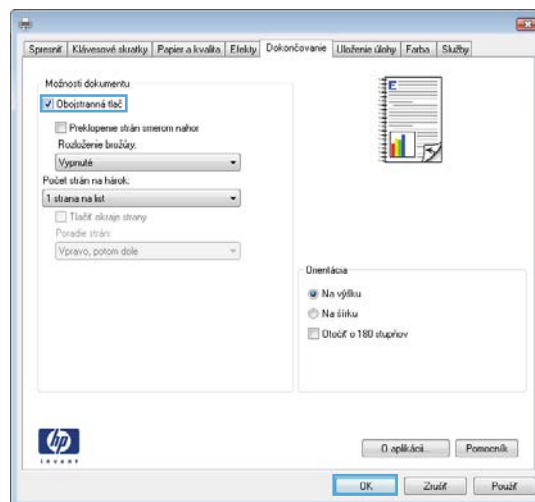 Spresniť Klávesové skratky Papier a kvalita Efekty Dokončovanie Uloženie úlohy Farba Služby
Možnosti dokumentu
Obojstranná tlač
Preklopenie strán smerom nahor
Rozloženie brožúry:
Vypnuté
Počet strán na hárok:
1 strana na list
Tlačiť okraje strany
Poradie strán:
Vpravo, potom dole
E
Orientácia
Na výšku
Na šírku
Otočiť o 180 stupňov
hp
invent
O aplikácii...
Pomocník
OK
Zrušiť
Použiť